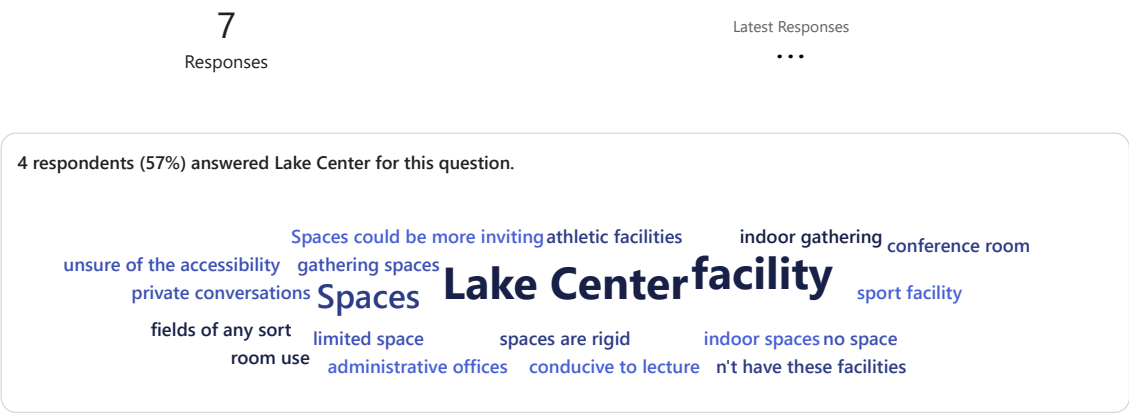 7
Responses
Latest Responses
...
4 respondents (57%) answered Lake Center for this question.
Spaces could be more inviting athletic facilities indoor gathering conference room
unsure of the accessibility gathering spaces Lake Center facility
private conversations Spaces sport facility
fields of any sort limited space spaces are rigid indoor spaces no space
room use administrative offices conducive to lecture n't have these facilities